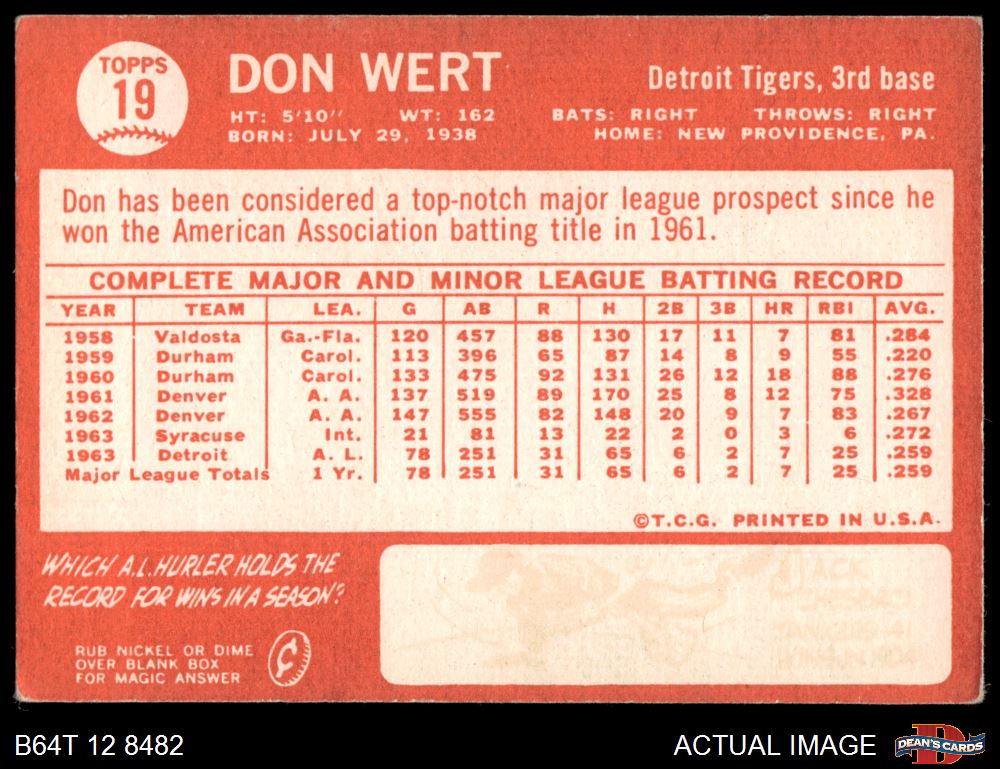 TOPPS
19
DON WERT
Detroit Tigers, 3rd base
HT: 5'10" WT: 162 BATS: RIGHT THROWS: RIGHT
BORN: JULY 29, 1938 HOME: NEW PROVIDENCE, PA.
Don has been considered a top-notch major league prospect since he
won the American Association batting title in 1961.
COMPLETE MAJOR AND MINOR LEAGUE BATTING RECORD
YEAR TEAM LEA. G AB R H 2B 3B HR RBI AVG.
1958 Valdosta Ga.-Fla. 120 457 88 130 17 11 7 81 .284
1959 Durham Carol. 113 396 65 87 14 8 9 55 .220
1960 Durham Carol. 133 475 92 131 26 12 18 88 .276
1961 Denver A. A. 137 519 89 170 25 8 12 75 .328
1962 Denver A. A. 147 555 82 148 20 9 7 83 .267
1963 Syracuse Int. 21 81 13 22 2 0 3 6 .272
1963 Detroit A. L. 78 251 31 65 6 2 7 25 .259
Major League Totals 1 Yr. 78 251 31 65 6 2 7 25 .259
©T.C.G. PRINTED IN U.S.A.
WHICH A.L. HURLER HOLDS THE
RECORD FOR WINS IN A SEASON?
RUB NICKEL OR DIME
OVER BLANK BOX
FOR MAGIC ANSWER
JACK
B64T 12 8482
ACTUAL IMAGE
DEAN'S CARDS